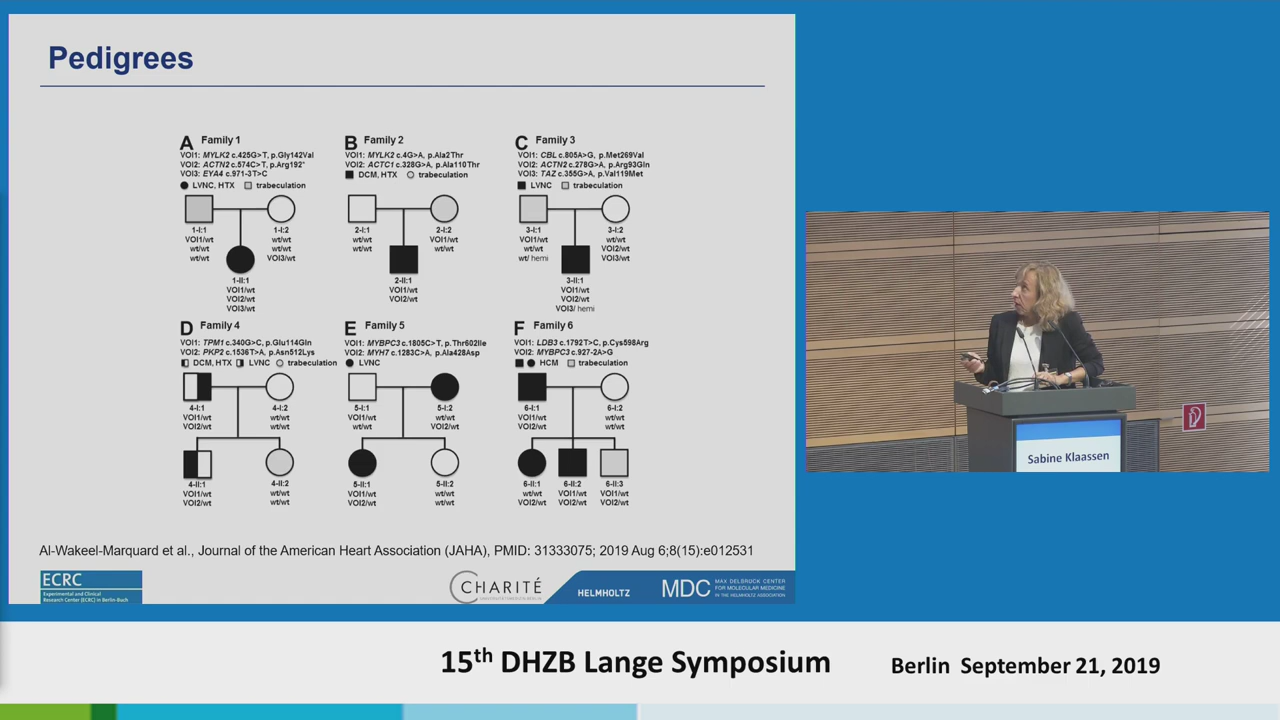 Pedigrees
A Family 1
VOI1: MYLK2 c.425G>T, p.Gly142Val
VOI2: ACTN2 c.574C>T, p.Arg192*
VOI3: EYA4 c.971-3T>C
LVNC, HTX trabeculation
1-I:1
VOI1/wt
wt/wt
wt/wt
1-I:2
wt/wt
wt/wt
VOI3/wt
1-II:1
VOI1/wt
VOI2/wt
VOI3/wt
B Family 2
VOI1: MYLK2 c.4G>A, p.Ala2Thr
VOI2: ACTC1 c.328G>A, p.Ala110Thr
DCM, HTX trabeculation
2-I:1
wt/wt
wt/wt
2-I:2
VOI1/wt
wt/wt
2-II:1
VOI1/wt
VOI2/wt
C Family 3
VOI1: CBL c.805A>G, p.Met269Val
VOI2: ACTN2 c.278G>A, p.Arg93Gln
VOI3: TAZ c.355G>A, p.Val119Met
LVNC trabeculation
3-I:1
VOI1/wt
wt/wt
wt/ hemi
3-I:2
wt/wt
VOI2/wt
VOI3/wt
3-II:1
VOI1/wt
VOI2/wt
VOI3/ hemi
D Family 4
VOI1: TPM1 c.340G>C, p.Glu114Gln
VOI2: PKP2 c.1536T>A, p.Asn512Lys
DCM, HTX LVNC trabeculation
4-I:1
VOI1/wt
VOI2/wt
4-I:2
wt/wt
wt/wt
4-II:1
VOI1/wt
VOI2/wt
4-II:2
wt/wt
wt/wt
E Family 5
VOI1: MYBPC3 c.1805C>T, p.Thr602Ile
VOI2: MYH7 c.1283C>A, p.Ala428Asp
LVNC
5-I:1
VOI1/wt
wt/wt
5-I:2
wt/wt
VOI2/wt
5-II:1
VOI1/wt
VOI2/wt
5-II:2
wt/wt
wt/wt
F Family 6
VOI1: LDB3 c.1792T>C, p.Cys598Arg
VOI2: MYBPC3 c.927-2A>G
HCM trabeculation
6-I:1
VOI1/wt
VOI2/wt
6-I:2
wt/wt
wt/wt
6-II:1
wt/wt
VOI2/wt
6-II:2
VOI1/wt
VOI2/wt
6-II:3
VOI1/wt
VOI2/wt
Al-Wakeel-Marquard et al., Journal of the American Heart Association (JAHA), PMID: 31333075; 2019 Aug 6;8(15):e012531
ECRC
Experimental and Clinical
Research Center (ECRC) in Berlin-Buch
CHARITÉ
UNIVERSITÄTSMEDIZIN BERLIN
HELMHOLTZ
MDC
MAX DELBRÜCK CENTER
FOR MOLECULAR MEDICINE
IN THE HELMHOLTZ ASSOCIATION
Sabine Klaassen
15th DHZB Lange Symposium
Berlin September 21, 2019